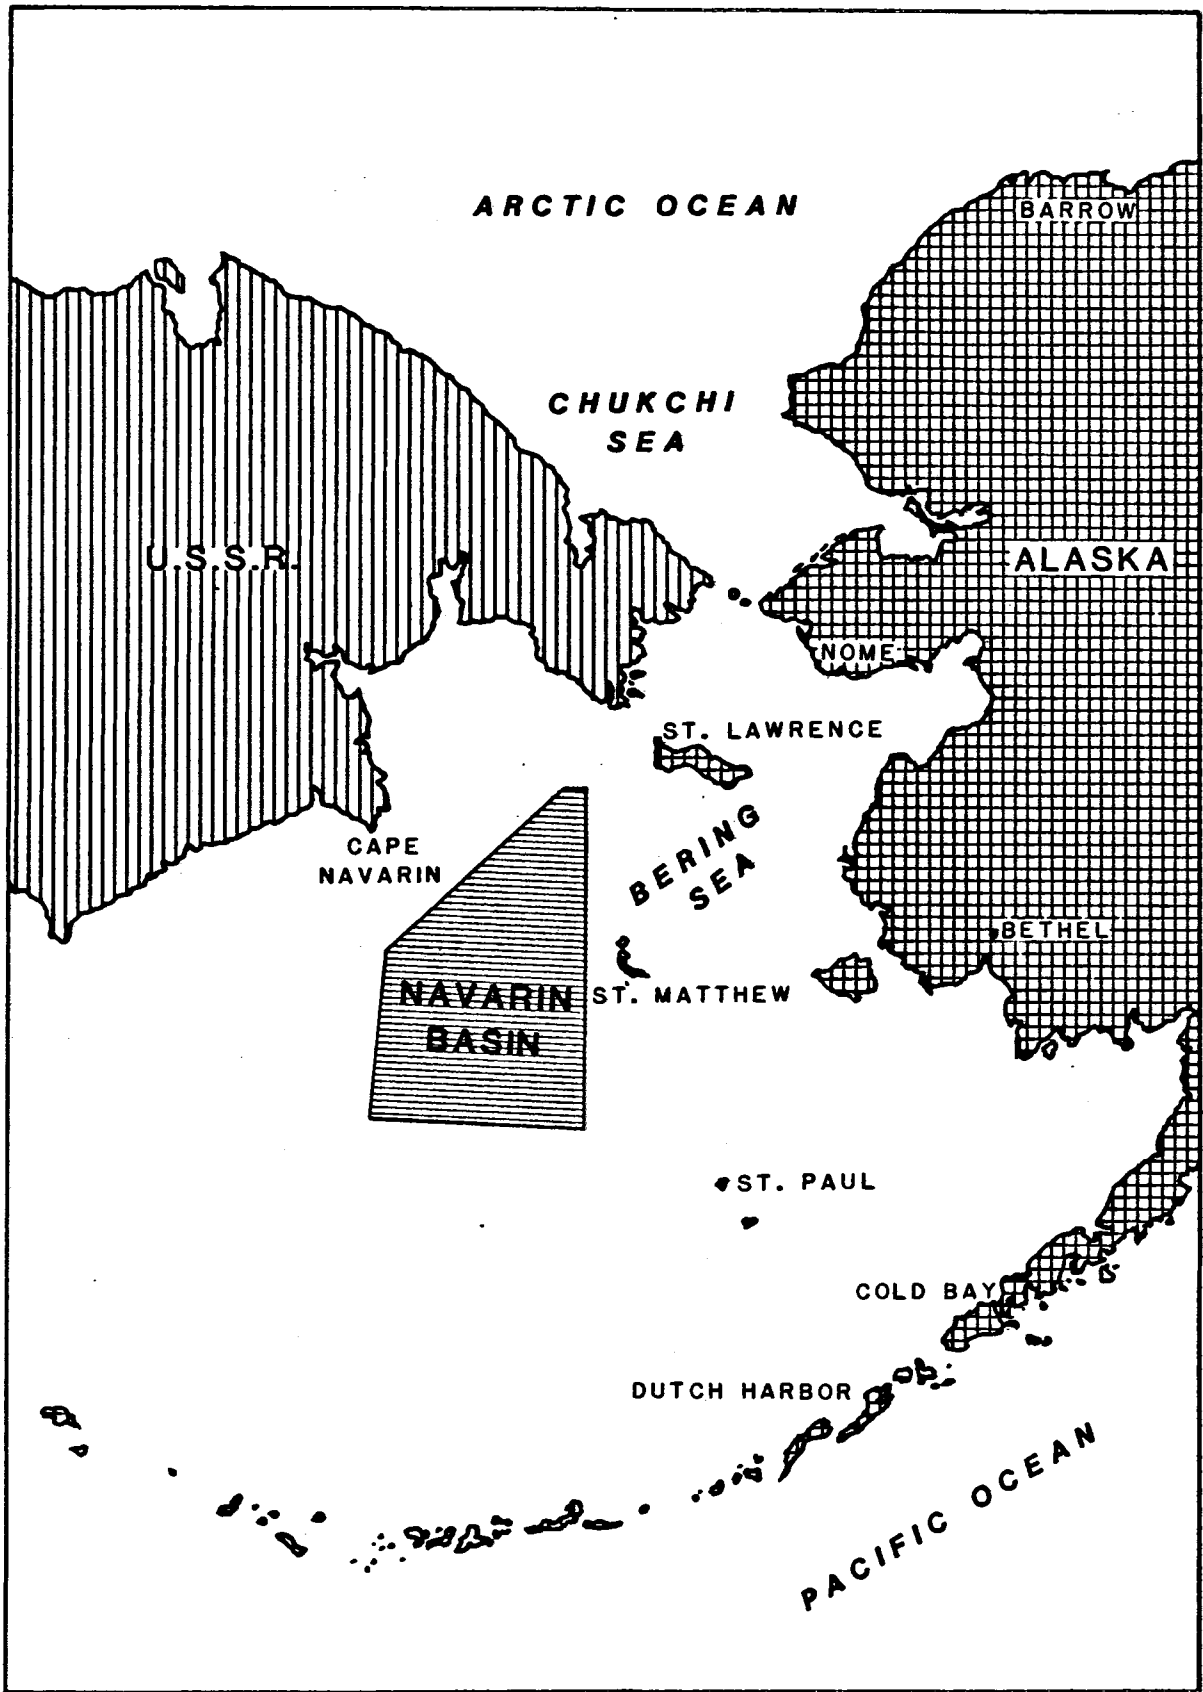 ARCTIC OCEAN
BARROW
CHUKCHI
SEA
U.S.S.R.
ALASKA
NOME
ST. LAWRENCE
CAPE
NAVARIN
BERING
SEA
BETHEL
NAVARIN
BASIN
ST. MATTHEW
ST. PAUL
COLD BAY
DUTCH HARBOR
PACIFIC OCEAN